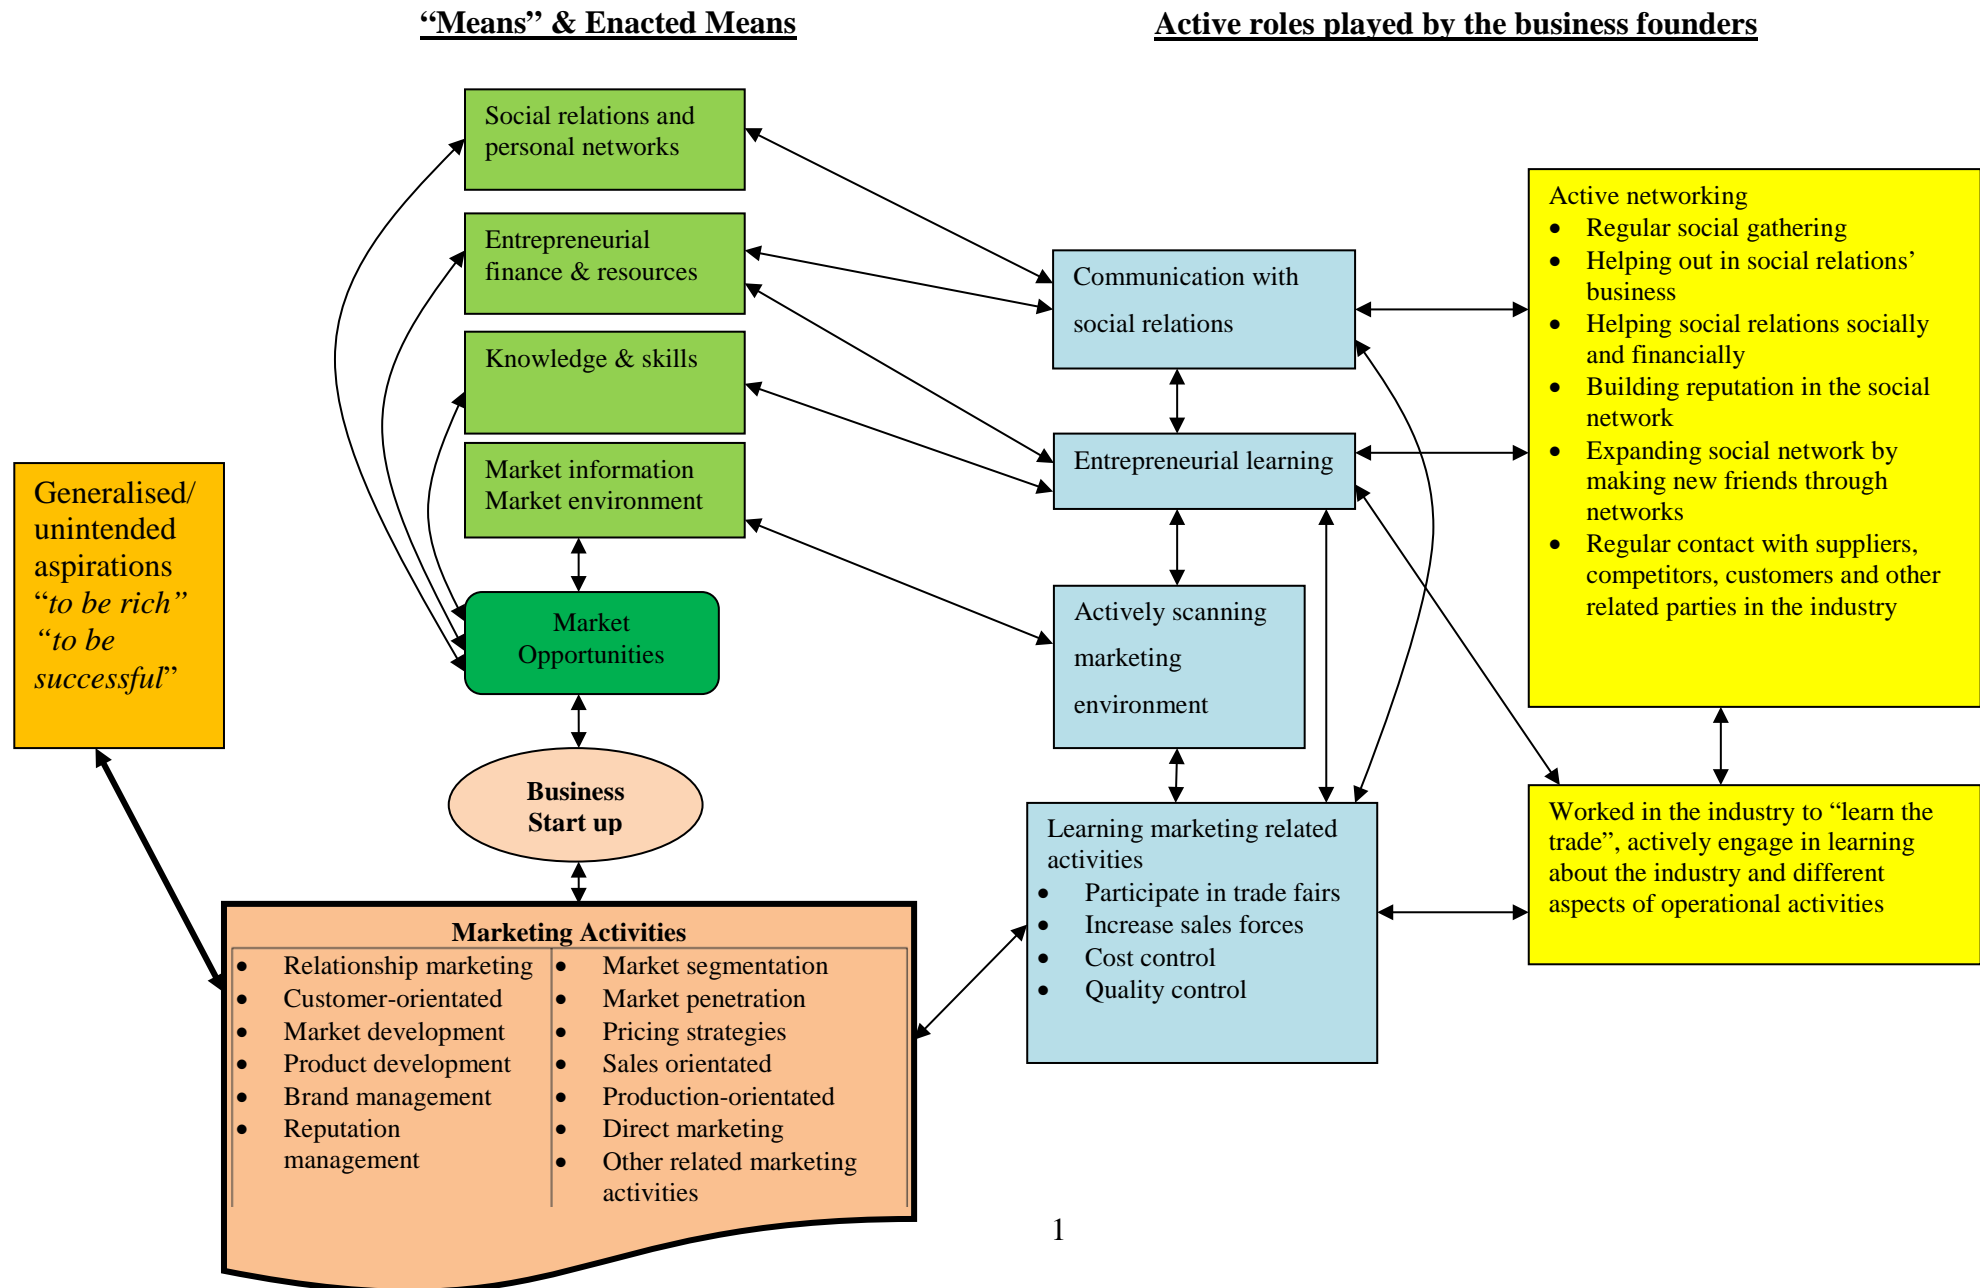 “Means” & Enacted Means
Active roles played by the business founders
Social relations and
personal networks
Entrepreneurial
finance & resources
Knowledge & skills
Market information
Market environment
Market
Opportunities
Business
Start up
Generalised/
unintended
aspirations
“to be rich”
“to be
successful”
Marketing Activities
• Relationship marketing
• Customer-orientated
• Market development
• Product development
• Brand management
• Reputation
management
• Market segmentation
• Market penetration
• Pricing strategies
• Sales orientated
• Production-orientated
• Direct marketing
• Other related marketing
activities
Communication with
social relations
Entrepreneurial learning
Actively scanning
marketing
environment
Learning marketing related
activities
• Participate in trade fairs
• Increase sales forces
• Cost control
• Quality control
Active networking
• Regular social gathering
• Helping out in social relations’
business
• Helping social relations socially
and financially
• Building reputation in the social
network
• Expanding social network by
making new friends through
networks
• Regular contact with suppliers,
competitors, customers and other
related parties in the industry
Worked in the industry to “learn the
trade”, actively engage in learning
about the industry and different
aspects of operational activities
1